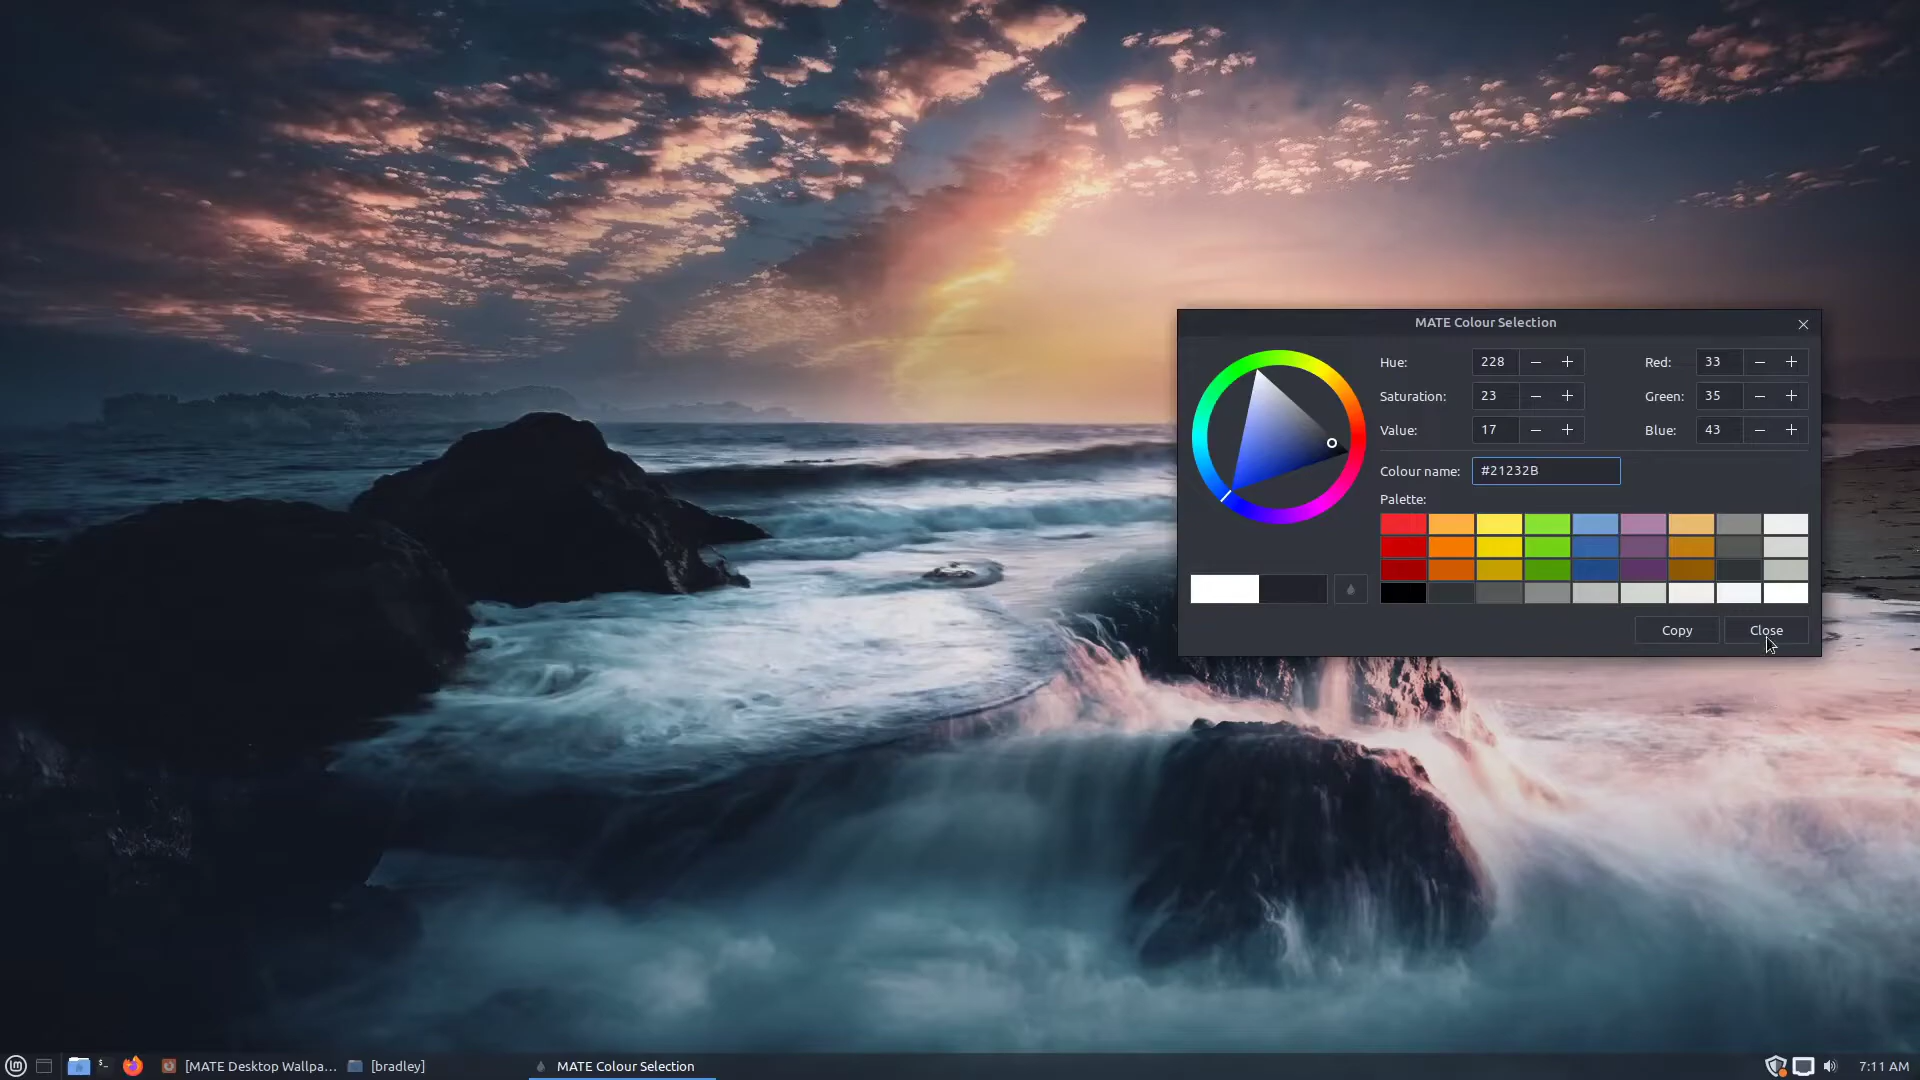 MATE Colour Selection
Hue: 228 Red: 33
Saturation: 23 Green: 35
Value: 17 Blue: 43
Colour name: #21232B
Palette:
Copy Close
[MATE Desktop Wallpa... [bradley] MATE Colour Selection 7:11 AM